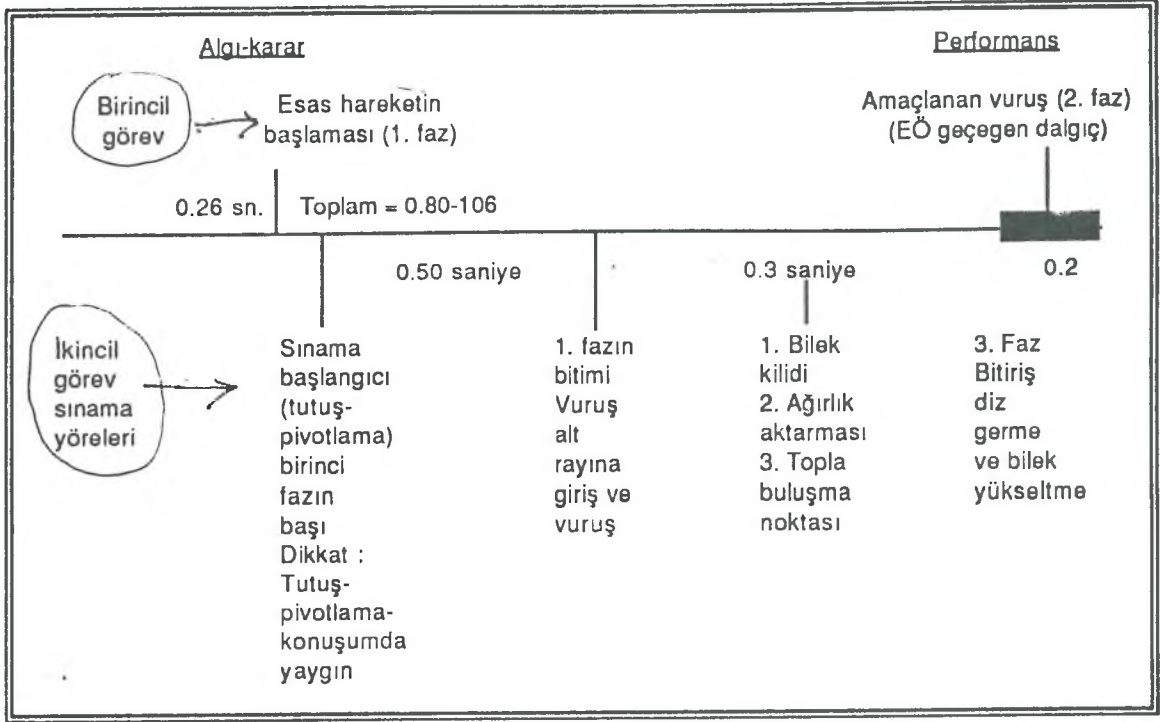 Algı-karar
Performans
Birincil
görev
Esas hareketin
başlaması (1. faz)
Amaçlanan vuruş (2. faz)
(EÖ geçegen dalgıç)
0.26 sn.
Toplam = 0.80-106
0.50 saniye
0.3 saniye
0.2
İkincil
görev
sınama
yöreleri
Sınama
başlangıcı
(tutuş-
pivotlama)
birinci
fazın
başı
Dikkat :
Tutuş-
pivotlama-
konuşumda
yaygın
1. fazın
bitimi
Vuruş
alt
rayına
giriş ve
vuruş
1. Bilek
kilidi
2. Ağırlık
aktarması
3. Topla
buluşma
noktası
3. Faz
Bitiriş
diz
germe
ve bilek
yükseltme